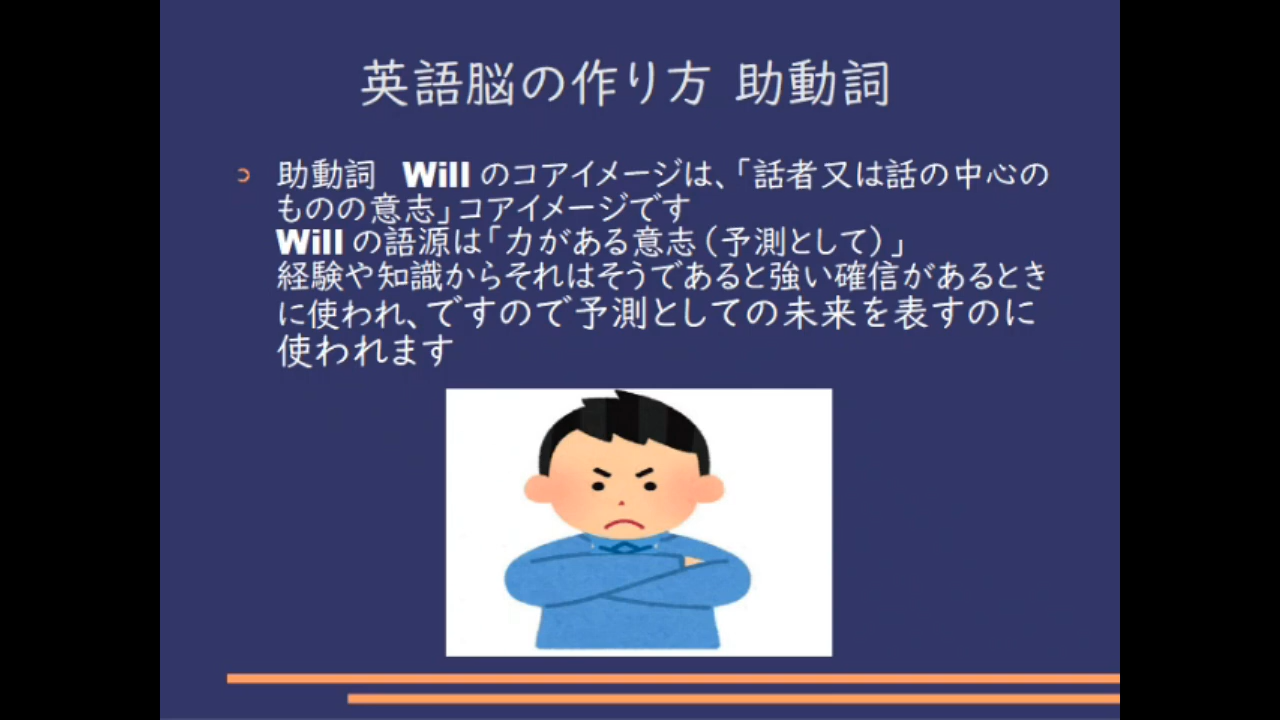 英語脳の作り方 助動詞
助動詞　Will のコアイメージは、「話者又は話の中心の
ものの意志」コアイメージです
Will の語源は「力がある意志（予測として）」
経験や知識からそれはそうであると強い確信があるとき
に使われ、ですので予測としての未来を表すのに
使われます